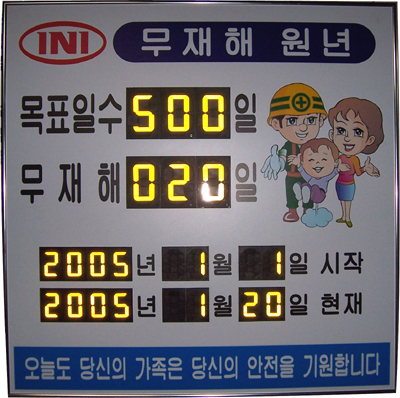 INI 무재해 원년
목표일수 500일
무재해 020일
2005년 1월 1일 시작
2005년 1월 20일 현재
오늘도 당신의 가족은 당신의 안전을 기원합니다